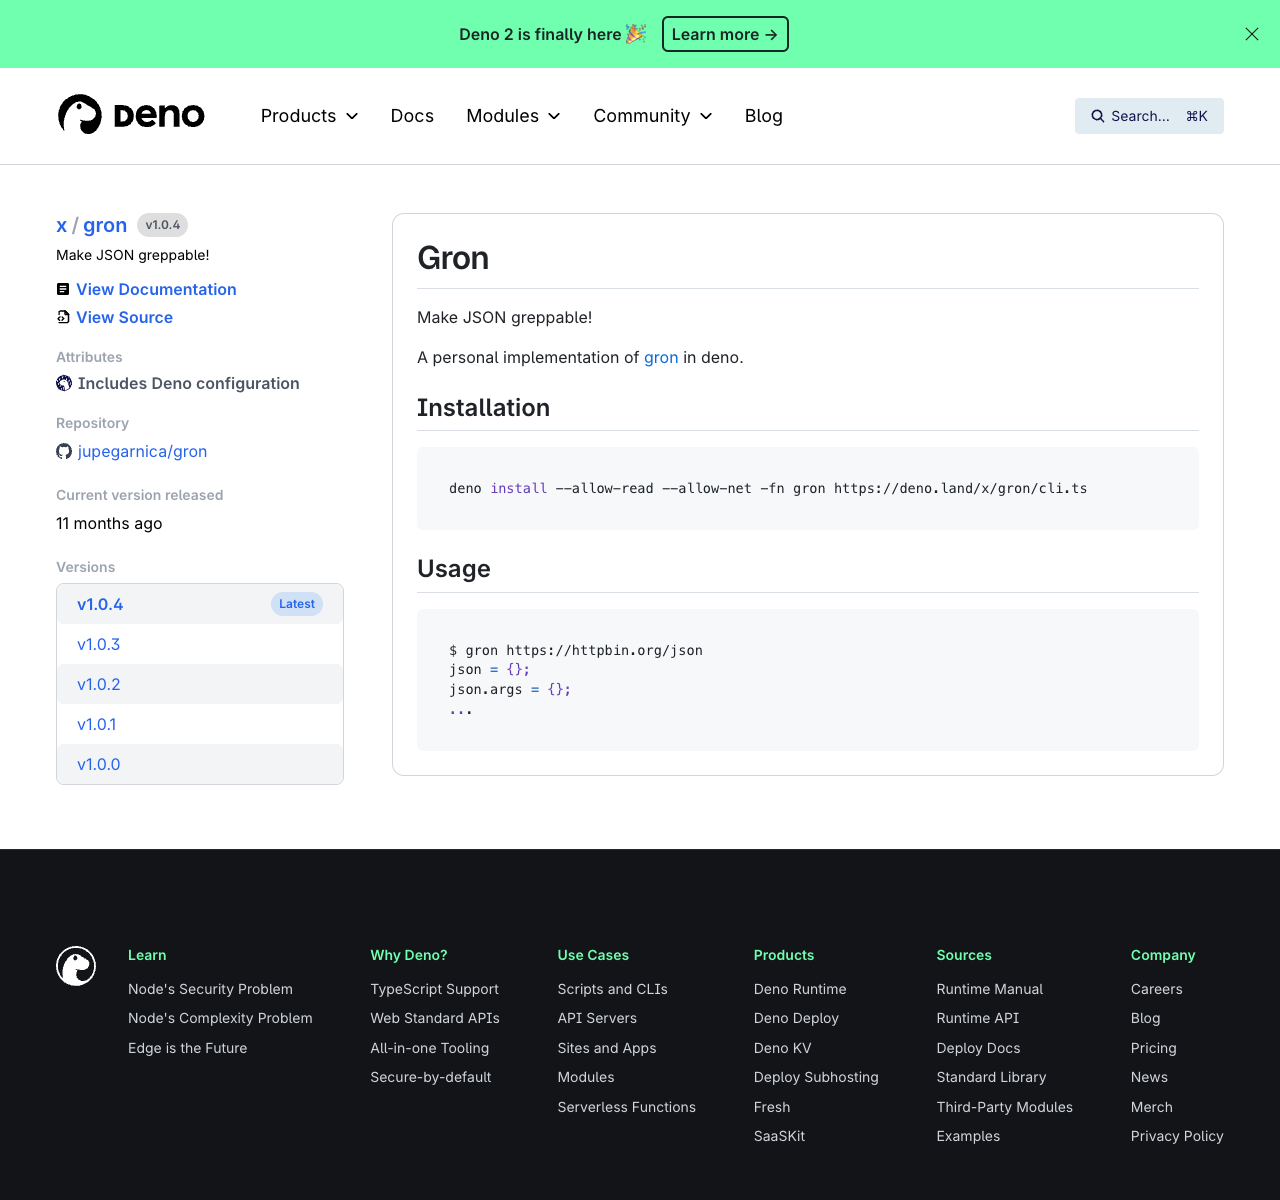 Deno 2 is finally here 🎉 Learn more →
Deno Products Docs Modules Community Blog Search... ⌘K
x / gron v1.0.4
Make JSON greppable!
View Documentation
View Source
Attributes
Includes Deno configuration
Repository
jupegarnica/gron
Current version released
11 months ago
Versions
v1.0.4 Latest
v1.0.3
v1.0.2
v1.0.1
v1.0.0
Gron
Make JSON greppable!
A personal implementation of gron in deno.
Installation
deno install --allow-read --allow-net -fn gron https://deno.land/x/gron/cli.ts
Usage
$ gron https://httpbin.org/json
json = {};
json.args = {};
...
Learn
Node's Security Problem
Node's Complexity Problem
Edge is the Future
Why Deno?
TypeScript Support
Web Standard APIs
All-in-one Tooling
Secure-by-default
Use Cases
Scripts and CLIs
API Servers
Sites and Apps
Modules
Serverless Functions
Products
Deno Runtime
Deno Deploy
Deno KV
Deploy Subhosting
Fresh
SaaSKit
Sources
Runtime Manual
Runtime API
Deploy Docs
Standard Library
Third-Party Modules
Examples
Company
Careers
Blog
Pricing
News
Merch
Privacy Policy